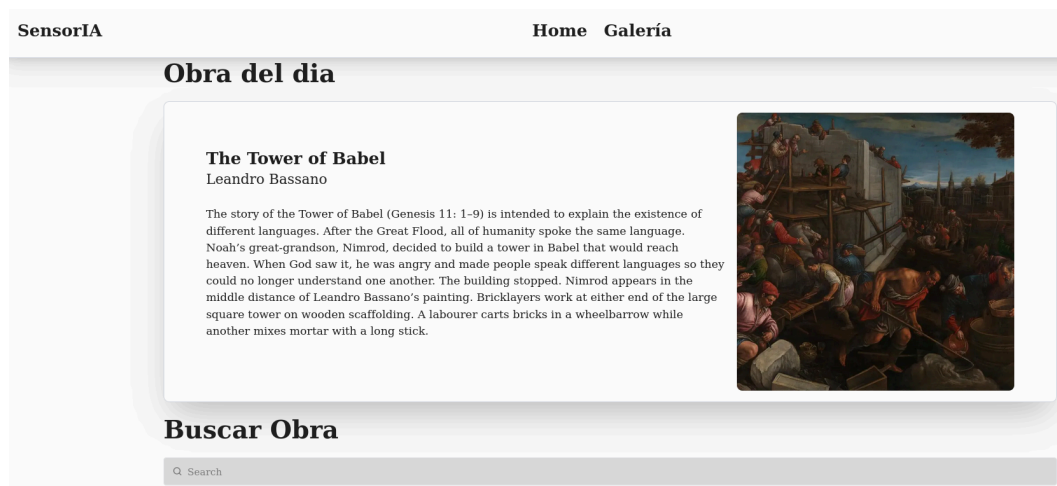 SensorIA
Home Galería
Obra del dia
The Tower of Babel
Leandro Bassano
The story of the Tower of Babel (Genesis 11: 1–9) is intended to explain the existence of
different languages. After the Great Flood, all of humanity spoke the same language.
Noah’s great-grandson, Nimrod, decided to build a tower in Babel that would reach
heaven. When God saw it, he was angry and made people speak different languages so they
could no longer understand one another. The building stopped. Nimrod appears in the
middle distance of Leandro Bassano’s painting. Bricklayers work at either end of the large
square tower on wooden scaffolding. A labourer carts bricks in a wheelbarrow while
another mixes mortar with a long stick.
Buscar Obra
Search